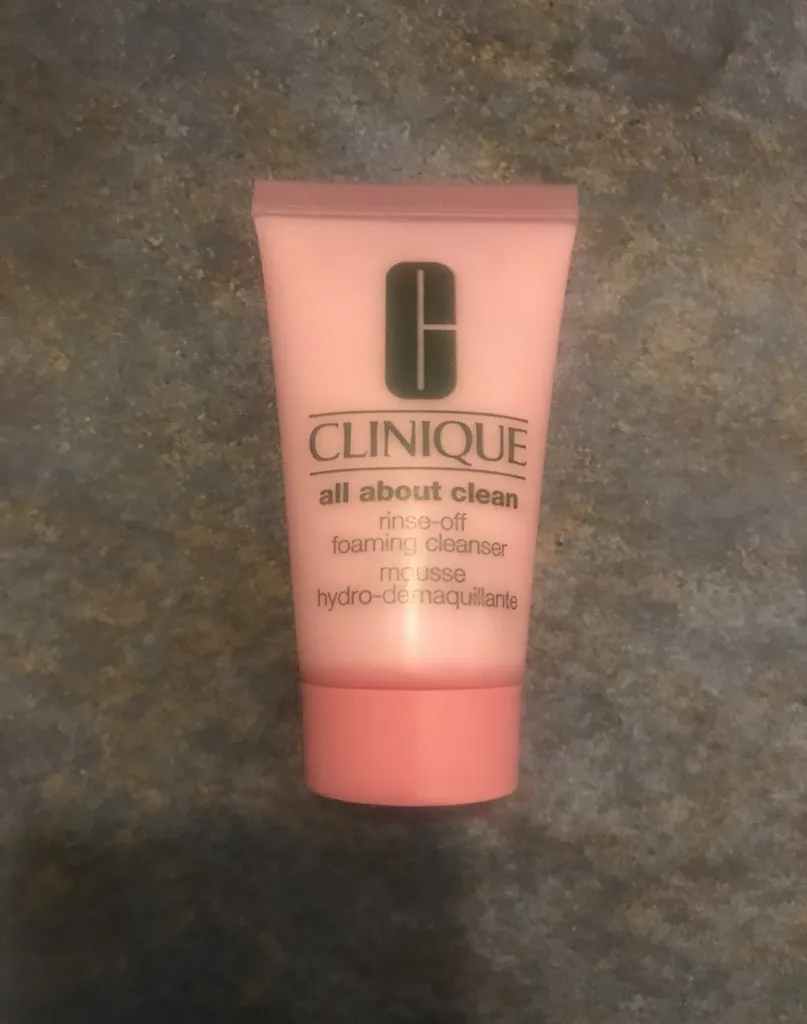 CLINIQUE
all about clean
rinse-off
foaming cleanser
mousse
hydro-démaquillante